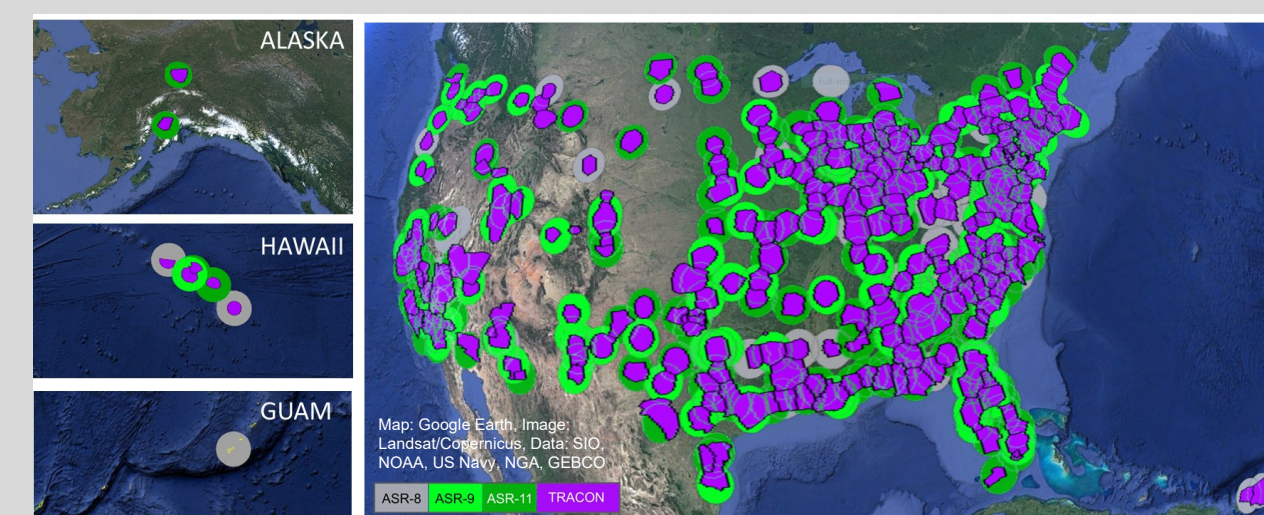 ALASKA
HAWAII
GUAM
Map: Google Earth, Image:
Landsat/Copernicus, Data: SIO,
NOAA, US Navy, NGA, GEBCO
ASR-8 ASR-9 ASR-11 TRACON